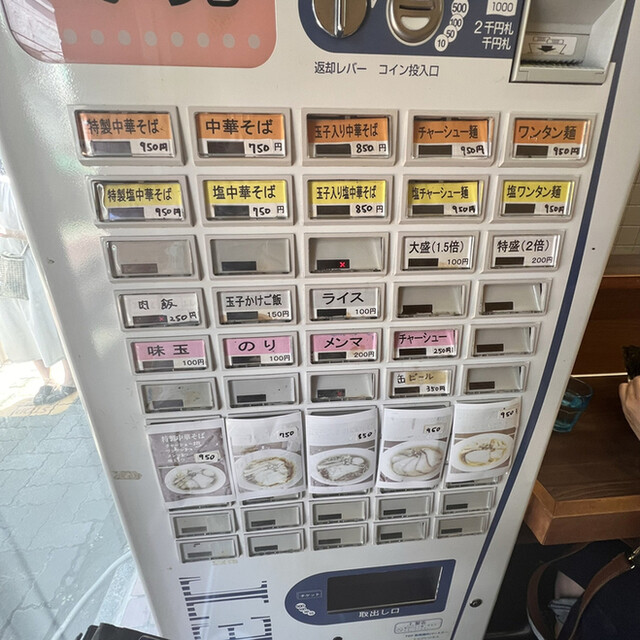 500
100
50
10
1000
2千円札
千円札
返却レバー コイン投入口
特製中華そば 950円
中華そば 750円
玉子入り中華そば 850円
チャーシュー麺 950円
ワンタン麺 950円
特製塩中華そば 950円
塩中華そば 750円
玉子入り塩中華そば 850円
塩チャーシュー麺 950円
塩ワンタン麺 950円
大盛(1.5倍) 100円
特盛(2倍) 200円
肉飯 250円
玉子かけご飯 150円
ライス 100円
味玉 100円
のり 100円
メンマ 200円
チャーシュー 250円
缶ビール 350円
特製中華そば
950
750
850
950
950
取出し口